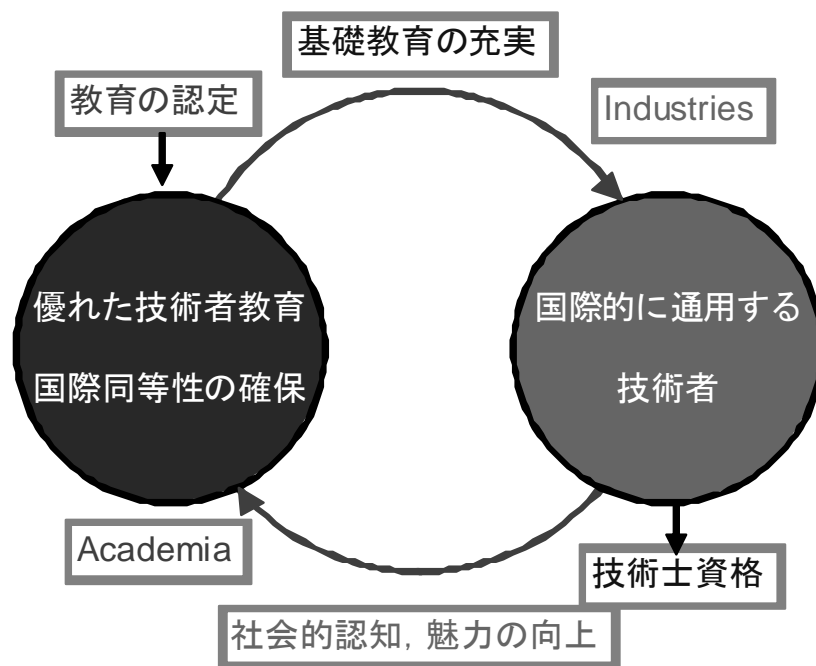 基礎教育の充実
教育の認定
Industries
優れた技術者教育
国際同等性の確保
国際的に通用する
技術者
Academia
技術士資格
社会的認知, 魅力の向上